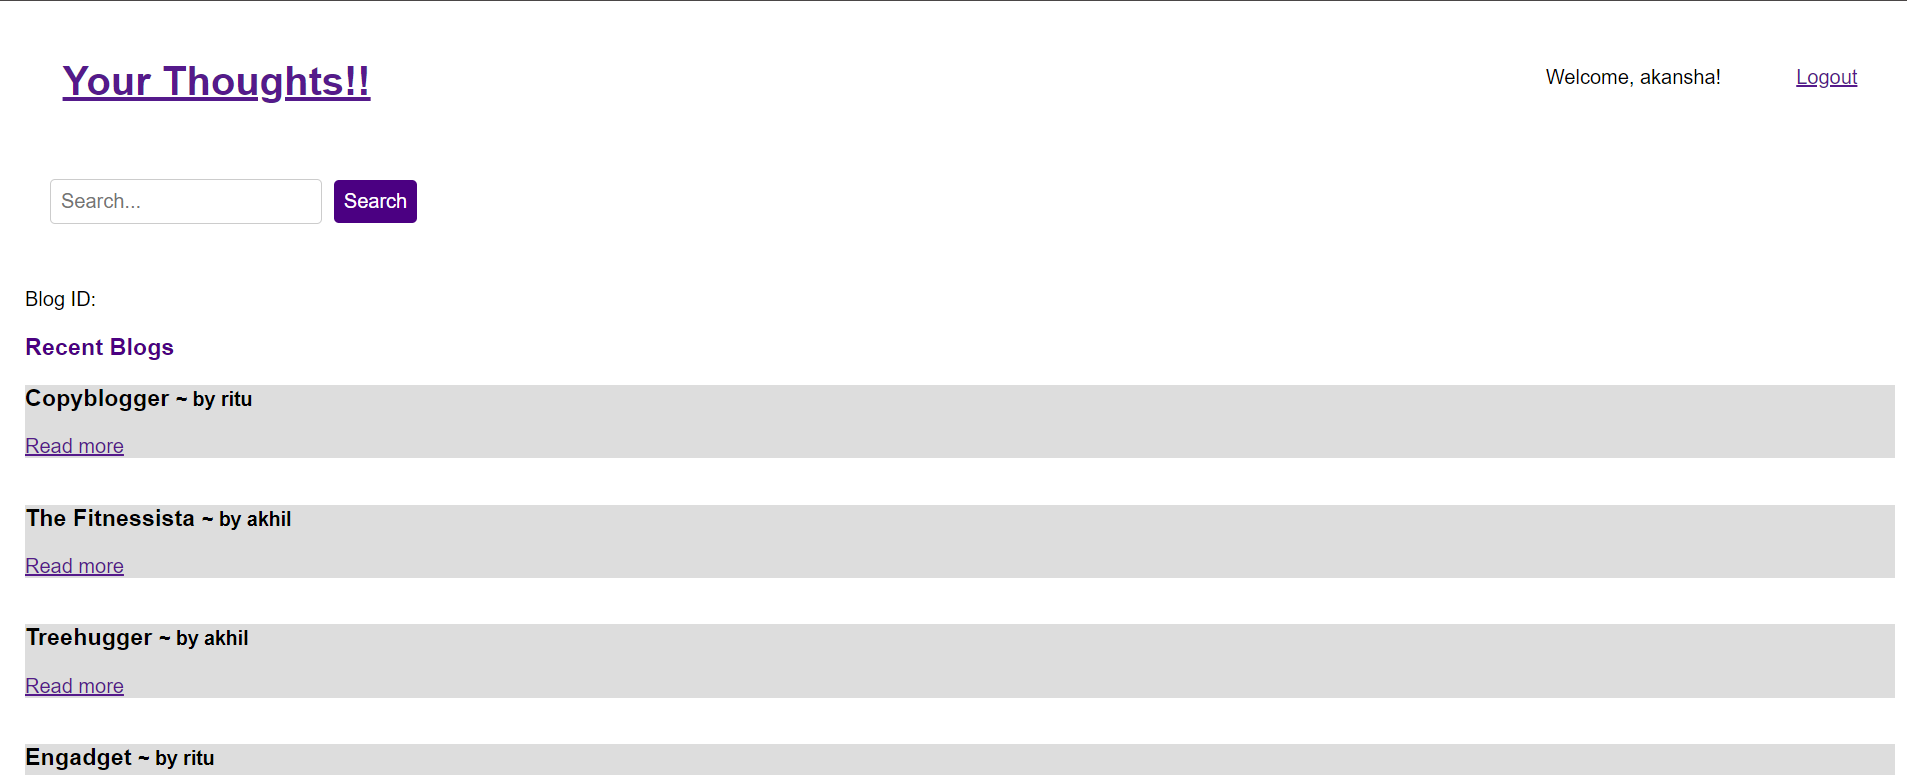 Your Thoughts!!
Welcome, akansha!
Logout
Search...
Search
Blog ID:
Recent Blogs
Copyblogger ~ by ritu
Read more
The Fitnessista ~ by akhil
Read more
Treehugger ~ by akhil
Read more
Engadget ~ by ritu